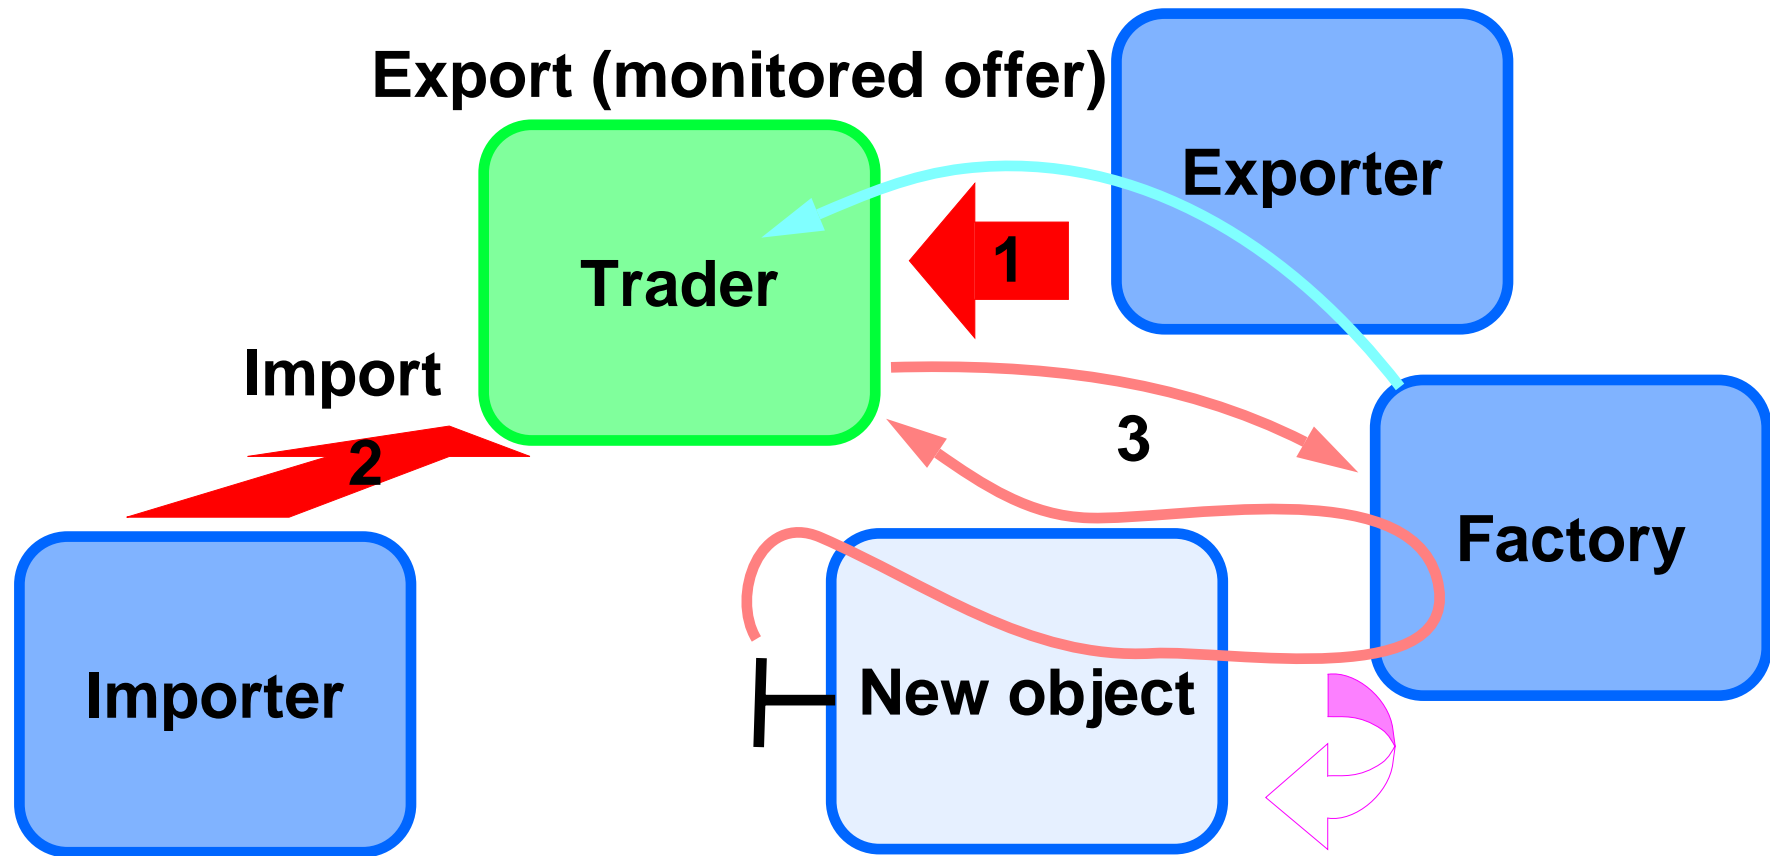 Export (monitored offer)
Exporter
1
Trader
Import
2
3
Factory
Importer
New object